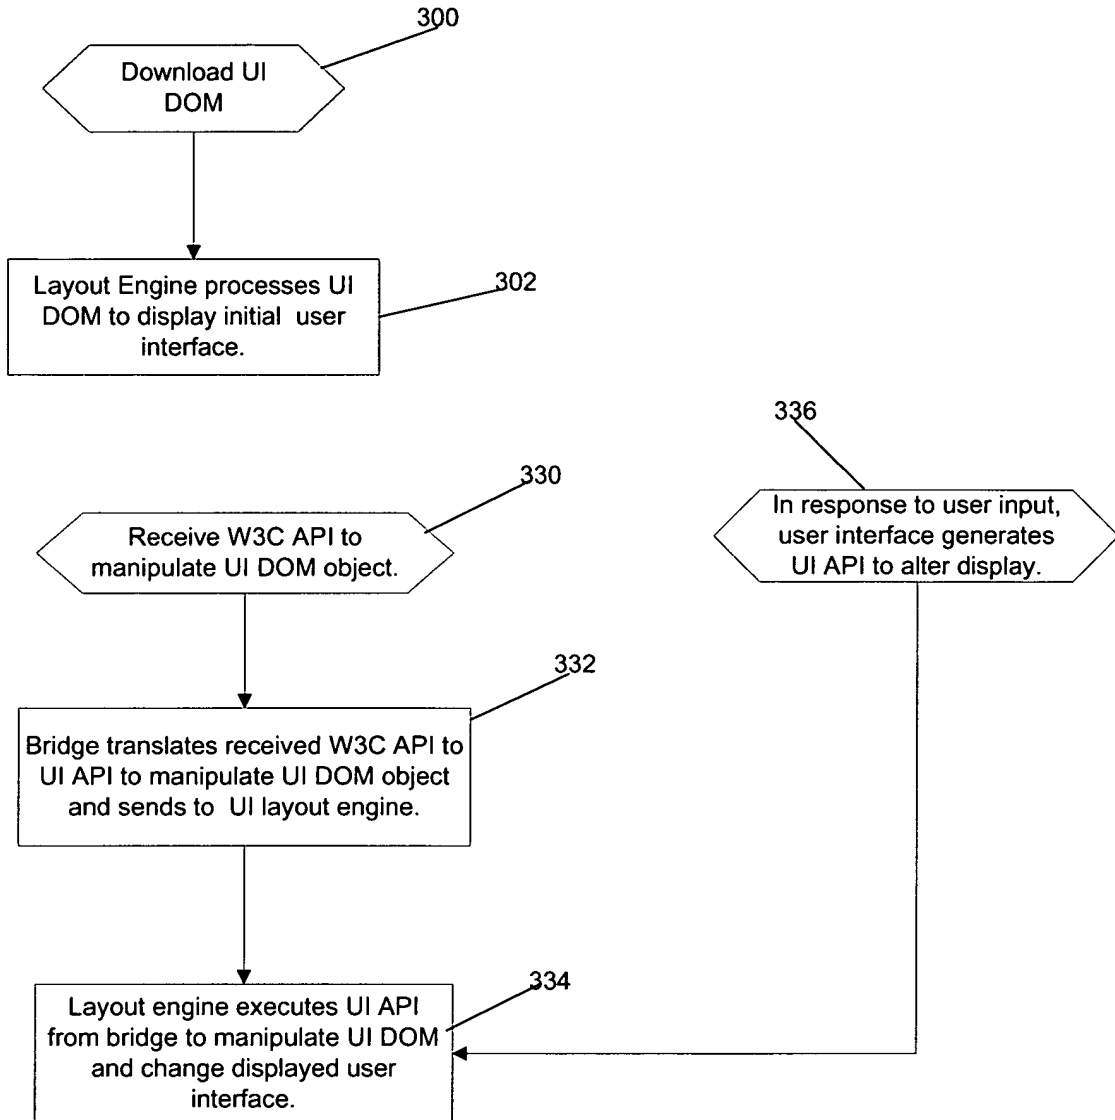 300
Download UI
DOM
Layout Engine processes UI
DOM to display initial user
interface.
302
336
330
Receive W3C API to
manipulate UI DOM object.
In response to user input,
user interface generates
UI API to alter display.
332
Bridge translates received W3C API to
UI API to manipulate UI DOM object
and sends to UI layout engine.
334
Layout engine executes UI API
from bridge to manipulate UI DOM
and change displayed user
interface.